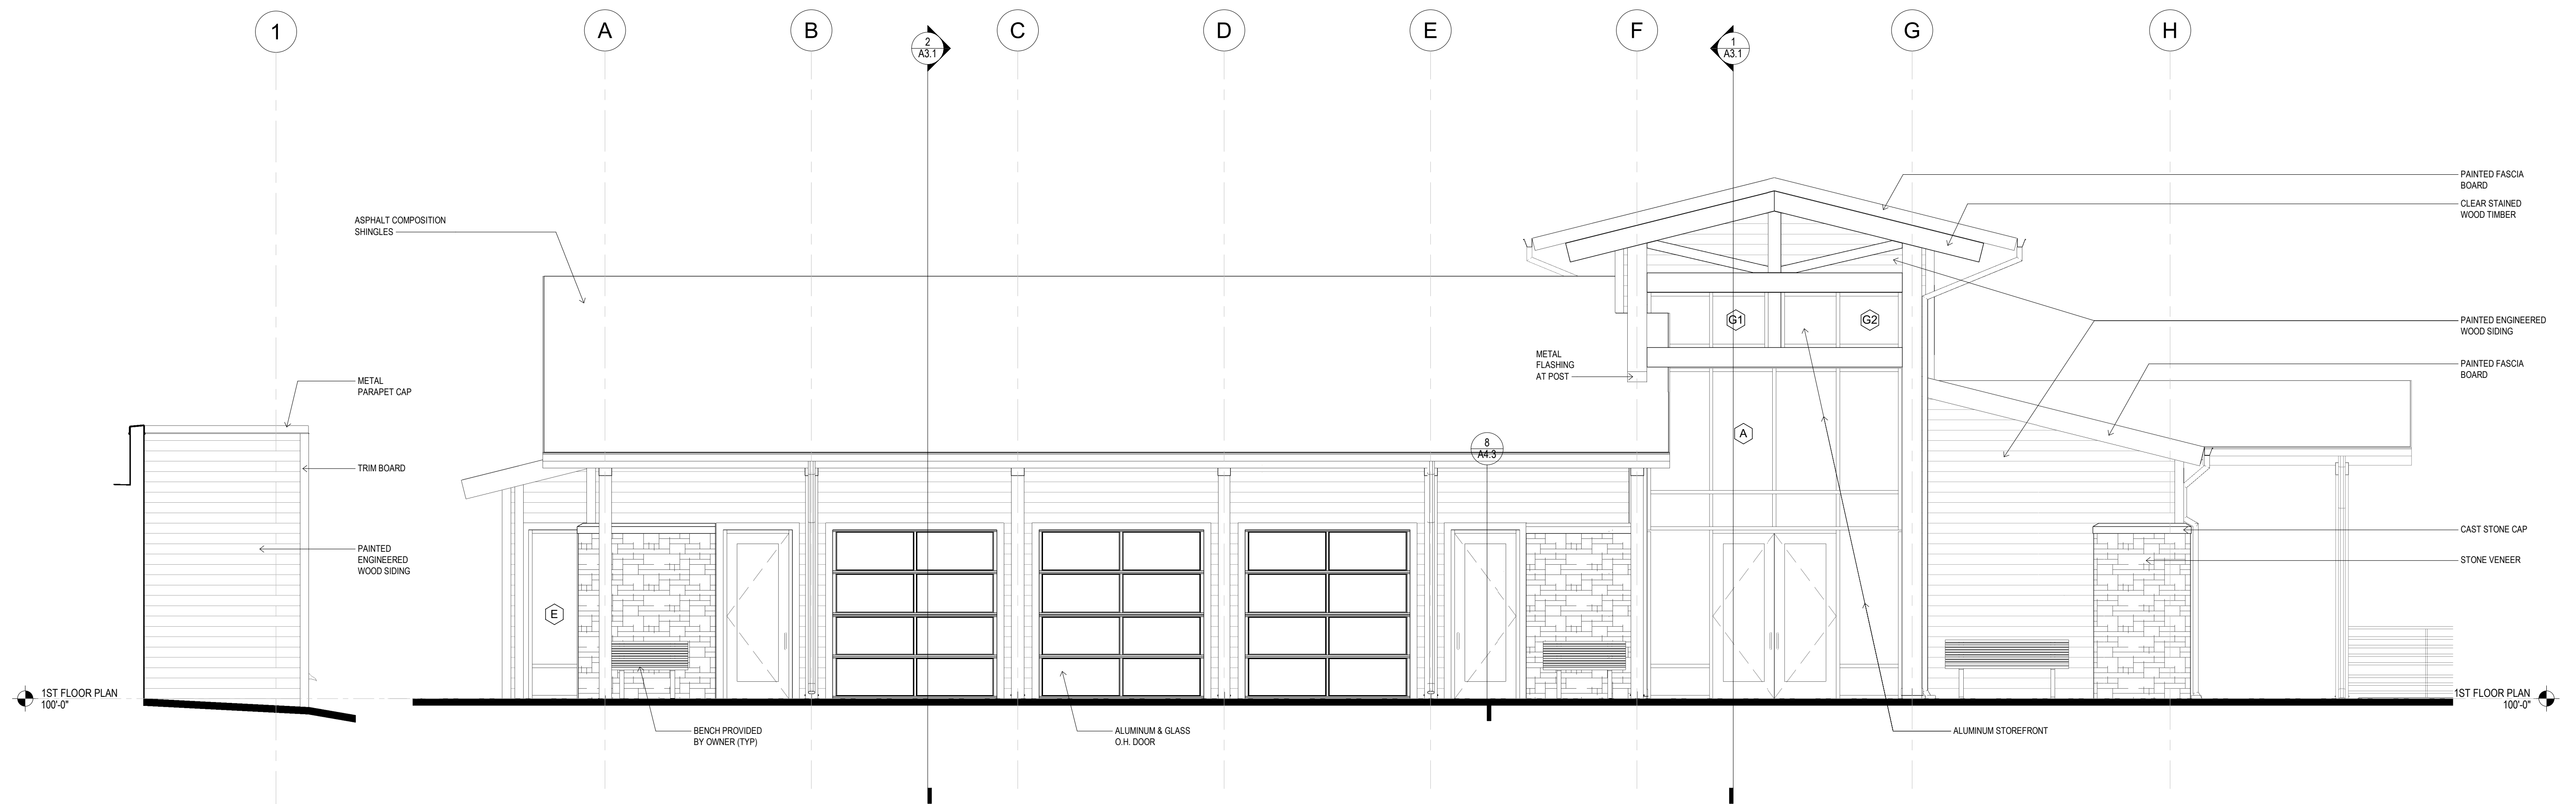 1
A
B
C
D
E
F
G
H
2
A3.1
1
A3.1
PAINTED FASCIA
BOARD
CLEAR STAINED
WOOD TIMBER
ASPHALT COMPOSITION
SHINGLES
G1
G2
PAINTED ENGINEERED
WOOD SIDING
METAL
FLASHING
AT POST
PAINTED FASCIA
BOARD
METAL
PARAPET CAP
A
8
A4.3
TRIM BOARD
CAST STONE CAP
PAINTED
ENGINEERED
WOOD SIDING
STONE VENEER
E
1ST FLOOR PLAN
100'-0"
1ST FLOOR PLAN
100'-0"
BENCH PROVIDED
BY OWNER (TYP)
ALUMINUM & GLASS
O.H. DOOR
ALUMINUM STOREFRONT